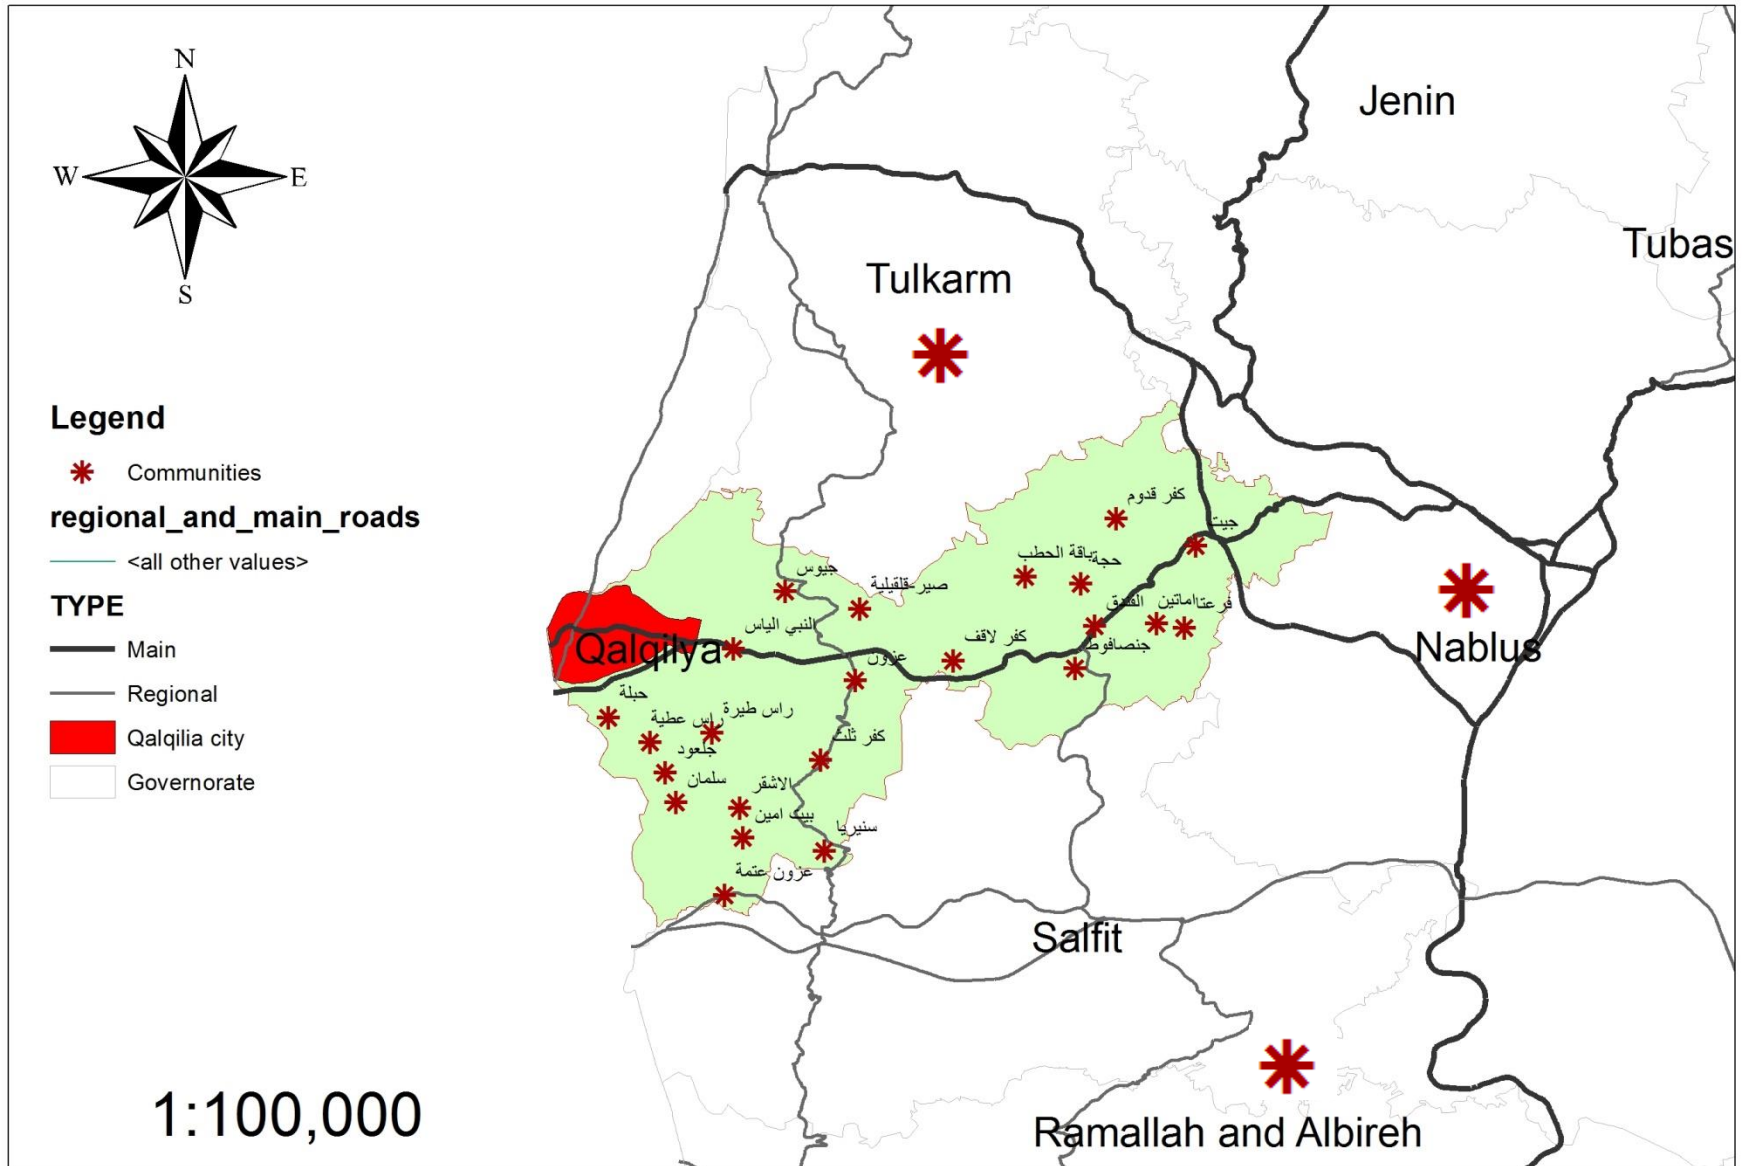 N
W
E
S
Jenin
Tubas
Tulkarm
Legend
Communities
regional_and_main_roads
<all other values>
TYPE
Main
Regional
Qalqilia city
Governorate
كفر قدوم
جيت
باقة الحطب
حجة
جيوس
صير-قلقيلية
النبي الياس
الفندق
اماتين
فرعتا
Qalqilya
عزون
كفر لاقف
جنصافوط
Nablus
حبلة
راس عطية
راس طيرة
جلعود
كفر ثلث
سلمان
الاشقر
بيت امين
سنيريا
عزون عتمة
Salfit
1:100,000
Ramallah and Albireh